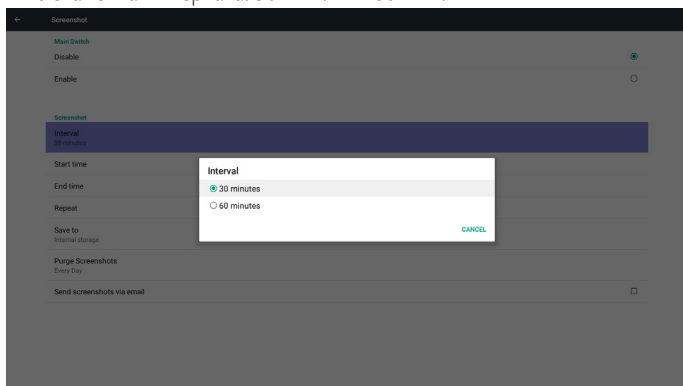 Screenshot
Main Switch
Disable
Enable
Screenshot
Interval
30 minutes
Start time
End time
Repeat
Save to
Internal storage
Purge Screenshots
Every Day
Send screenshots via email
Interval
30 minutes
60 minutes
CANCEL